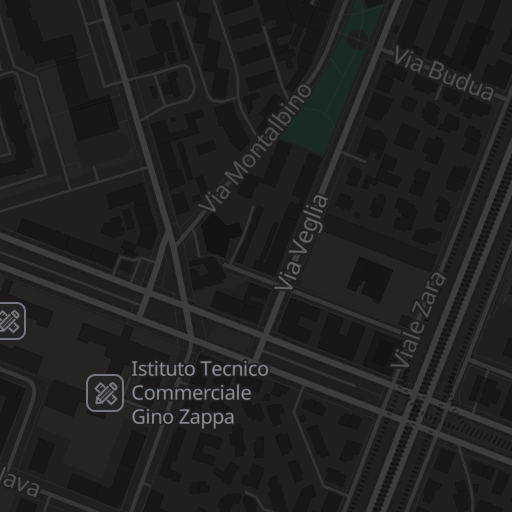 Via Budua
Via Montalbino
Via Veglia
Viale Zara
Istituto Tecnico
Commerciale
Gino Zappa